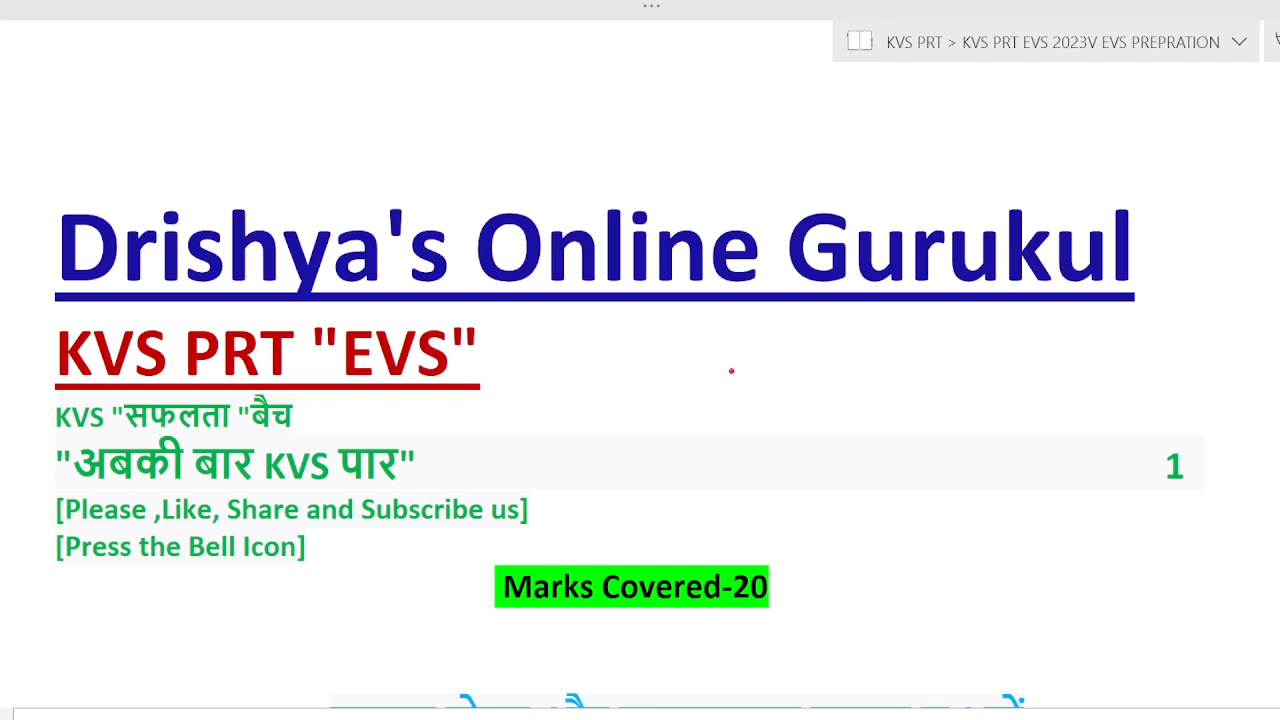 KVS PRT > KVS PRT EVS 2023V EVS PREPRATION
Drishya's Online Gurukul
KVS PRT "EVS"
KVS "सफलता "बैच
"अबकी बार KVS पार" 1
[Please ,Like, Share and Subscribe us]
[Press the Bell Icon]
Marks Covered-20